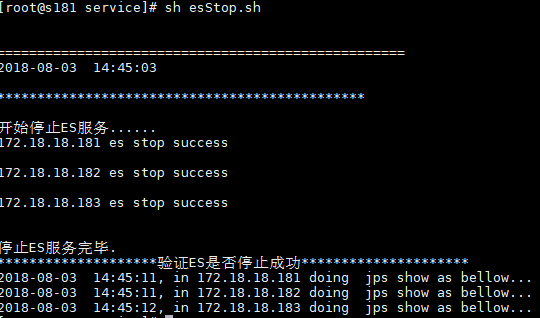 [root@s181 service]# sh esStop.sh
====================================================
2018-08-03  14:45:03
**********************************************
开始停止ES服务......
172.18.18.181 es stop success
172.18.18.182 es stop success
172.18.18.183 es stop success
停止ES服务完毕.
********************验证ES是否停止成功*********************
2018-08-03  14:45:11, in 172.18.18.181 doing  jps show as bellow...
2018-08-03  14:45:11, in 172.18.18.182 doing  jps show as bellow...
2018-08-03  14:45:12, in 172.18.18.183 doing  jps show as bellow...
[root@s181 service]#